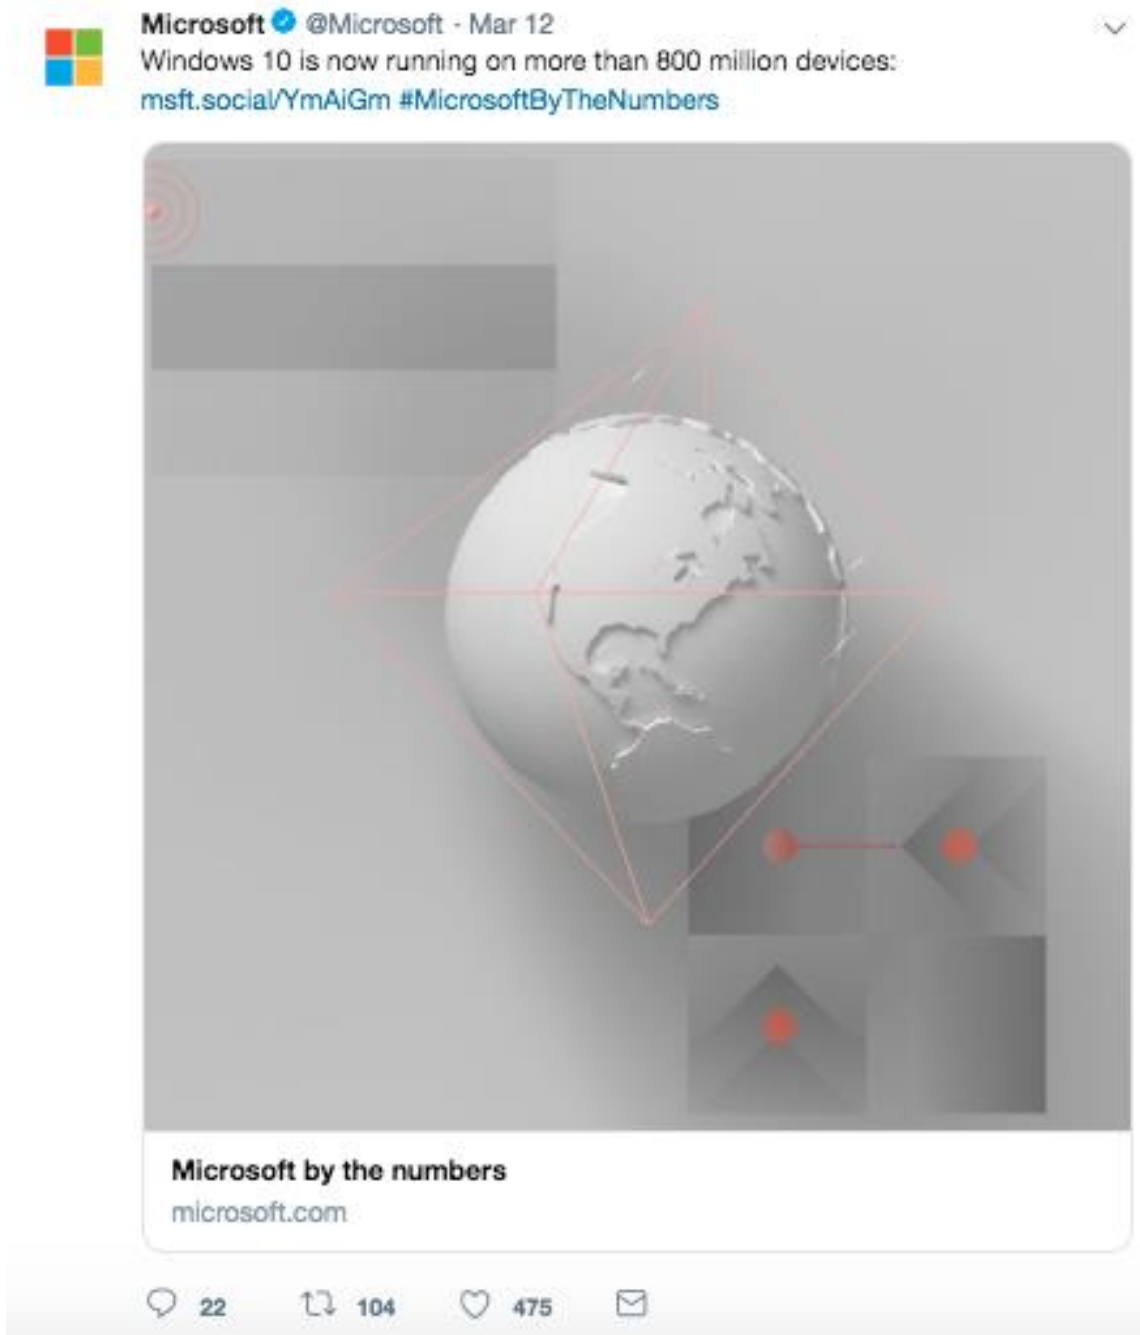 Microsoft @Microsoft · Mar 12
Windows 10 is now running on more than 800 million devices:
msft.social/YmAiGm #MicrosoftByTheNumbers
Microsoft by the numbers
microsoft.com
22 104 475